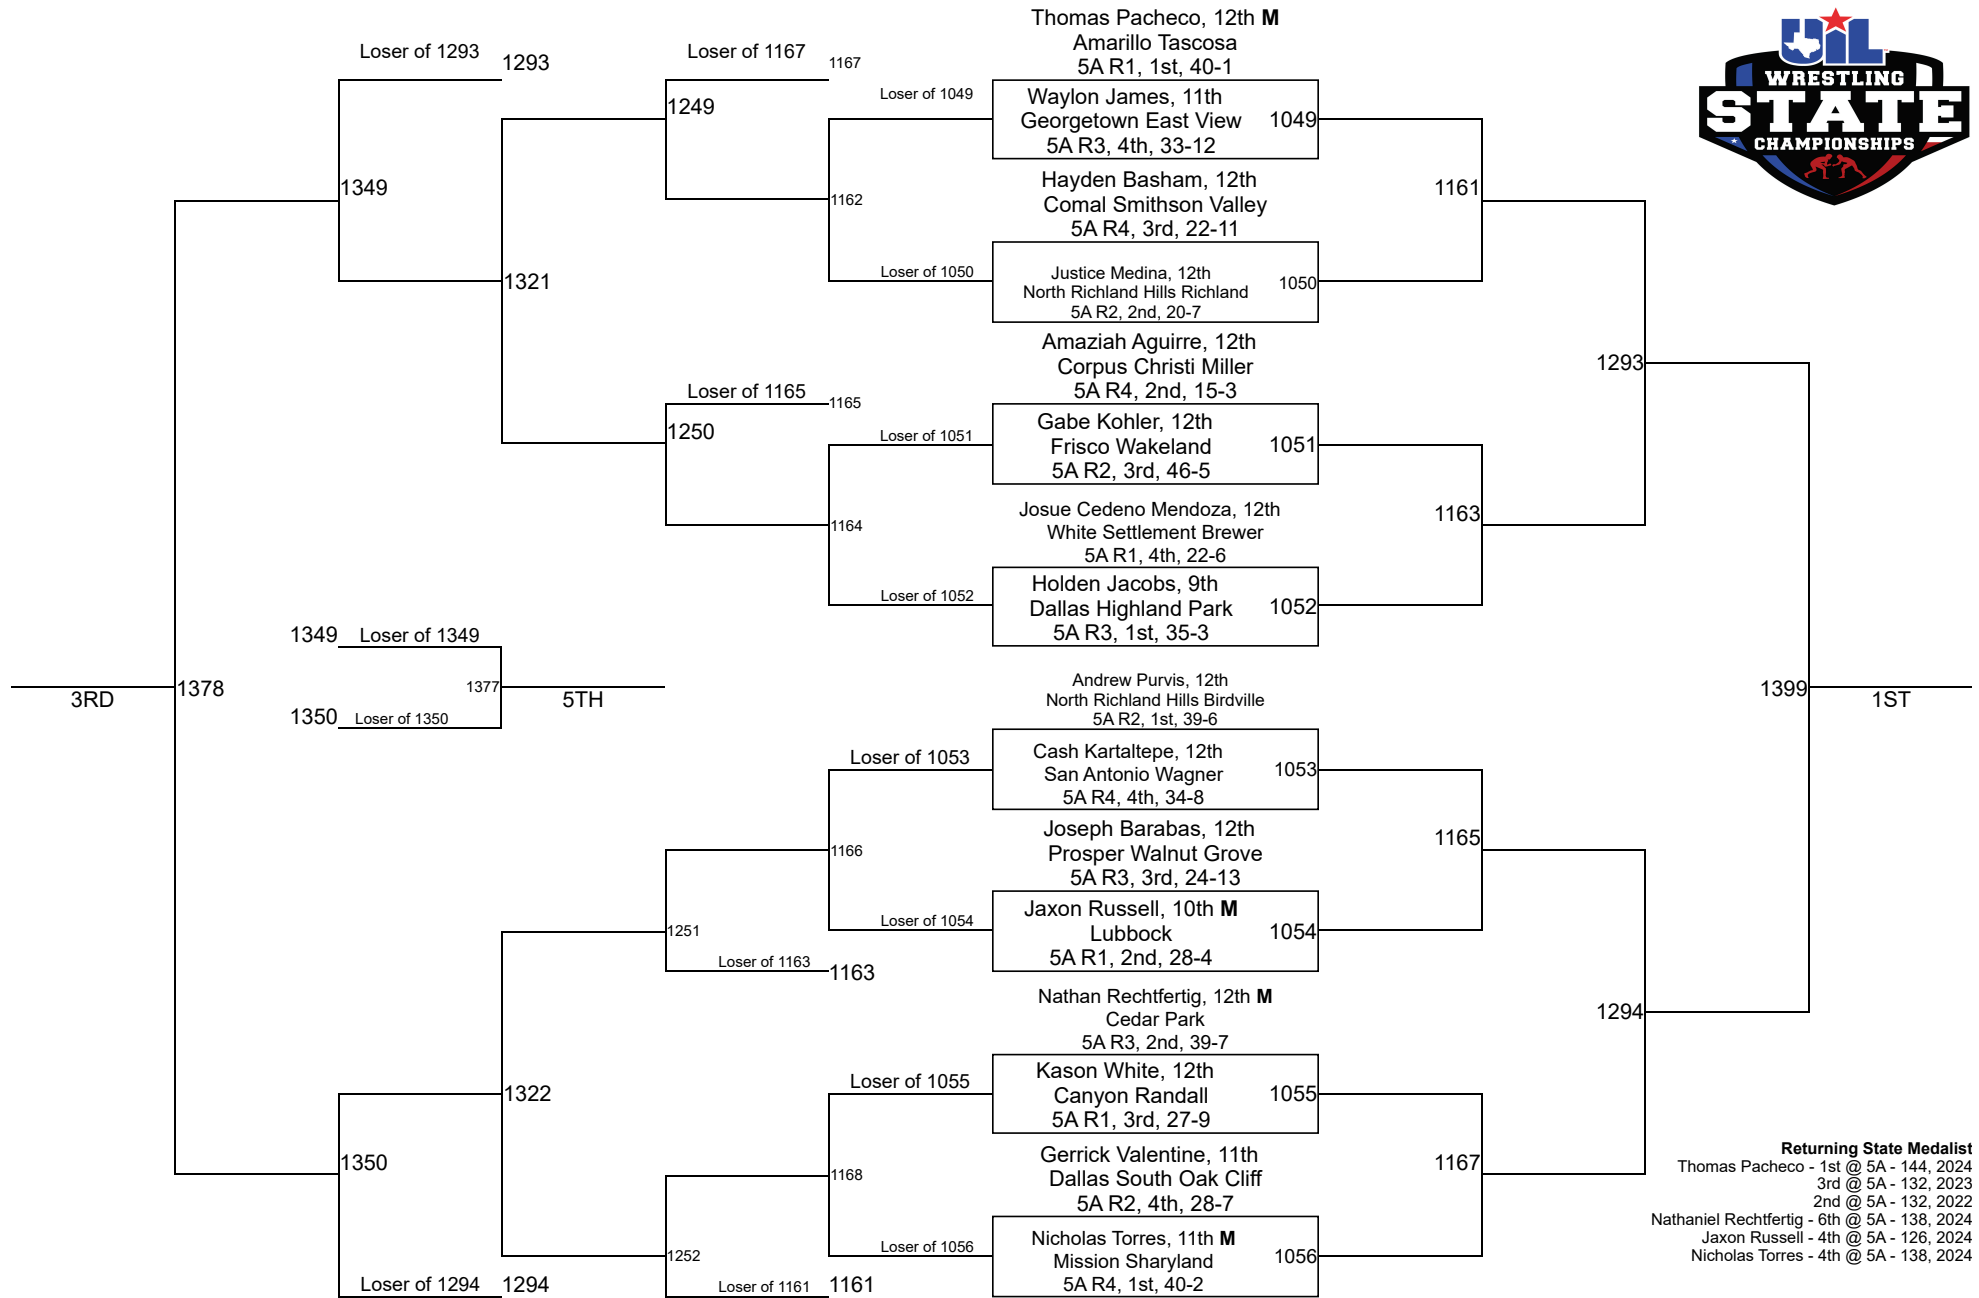 Thomas Pacheco, 12th M
Amarillo Tascosa
5A R1, 1st, 40-1
Waylon James, 11th
Georgetown East View
5A R3, 4th, 33-12
1049
Hayden Basham, 12th
Comal Smithson Valley
5A R4, 3rd, 22-11
Justice Medina, 12th
North Richland Hills Richland
5A R2, 2nd, 20-7
1050
Amaziah Aguirre, 12th
Corpus Christi Miller
5A R4, 2nd, 15-3
Gabe Kohler, 12th
Frisco Wakeland
5A R2, 3rd, 46-5
1051
Josue Cedeno Mendoza, 12th
White Settlement Brewer
5A R1, 4th, 22-6
Holden Jacobs, 9th
Dallas Highland Park
5A R3, 1st, 35-3
1052
Andrew Purvis, 12th
North Richland Hills Birdville
5A R2, 1st, 39-6
Cash Kartaltepe, 12th
San Antonio Wagner
5A R4, 4th, 34-8
1053
Joseph Barabas, 12th
Prosper Walnut Grove
5A R3, 3rd, 24-13
Jaxon Russell, 10th M
Lubbock
5A R1, 2nd, 28-4
1054
Nathan Rechtfertig, 12th M
Cedar Park
5A R3, 2nd, 39-7
Kason White, 12th
Canyon Randall
5A R1, 3rd, 27-9
1055
Gerrick Valentine, 11th
Dallas South Oak Cliff
5A R2, 4th, 28-7
Nicholas Torres, 11th M
Mission Sharyland
5A R4, 1st, 40-2
1056
1161
1163
1165
1167
1293
1294
1399
1ST
Loser of 1293
1293
Loser of 1167
1167
Loser of 1049
1249
1349
1162
1321
Loser of 1050
Loser of 1165
1165
1250
Loser of 1051
1164
Loser of 1052
1349
Loser of 1349
1378
3RD
1377
5TH
1350
Loser of 1350
Loser of 1053
1166
Loser of 1054
1251
Loser of 1163
1163
1322
Loser of 1055
1350
1168
1252
Loser of 1056
Loser of 1294
1294
Loser of 1161
1161
UIL
WRESTLING
STATE
CHAMPIONSHIPS
Returning State Medalist
Thomas Pacheco - 1st @ 5A - 144, 2024
3rd @ 5A - 132, 2023
2nd @ 5A - 132, 2022
Nathaniel Rechtfertig - 6th @ 5A - 138, 2024
Jaxon Russell - 4th @ 5A - 126, 2024
Nicholas Torres - 4th @ 5A - 138, 2024